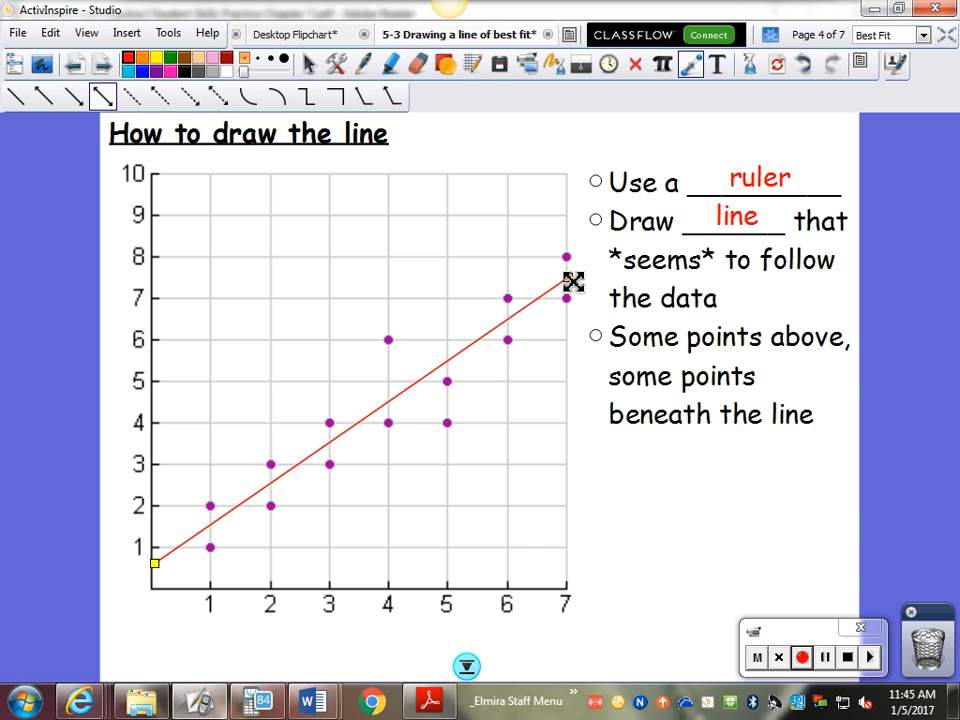 ActivInspire - Studio
File Edit View Insert Tools Help Desktop Flipchart* 5-3 Drawing a line of best fit* CLASSFLOW Connect Page 4 of 7 Best Fit
How to draw the line
10
9
8
7
6
5
4
3
2
1
1 2 3 4 5 6 7
Use a ruler
Draw line that
*seems* to follow
the data
Some points above,
some points
beneath the line
M
84
_Elmira Staff Menu
»
11:45 AM
1/5/2017